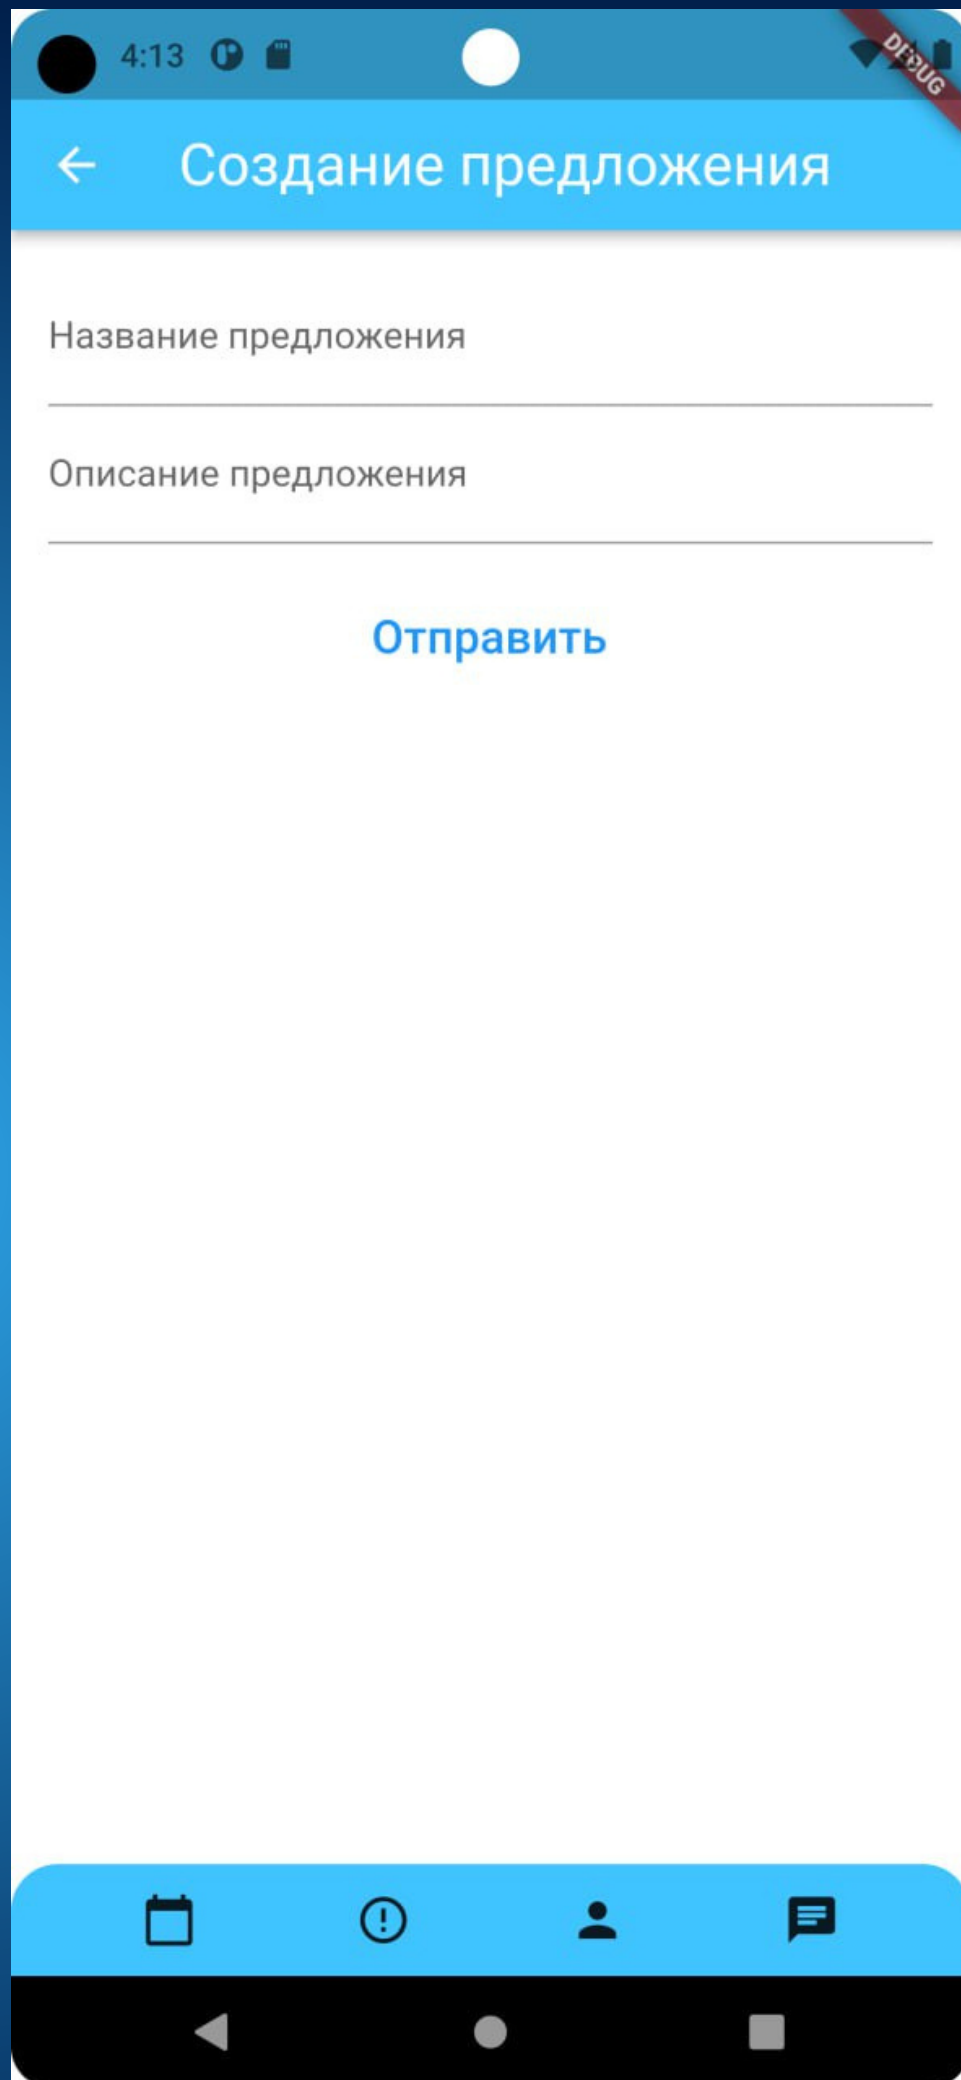 4:13
DEBUG
Создание предложения
Название предложения
Описание предложения
Отправить